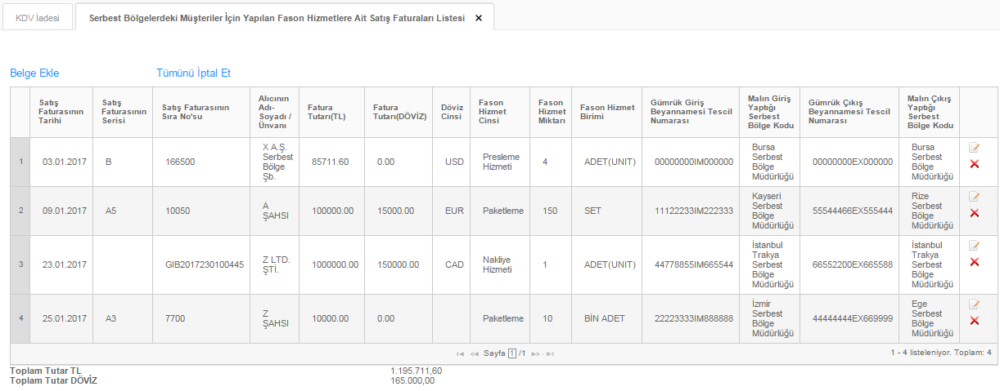 KDV İadesi
Serbest Bölgelerdeki Müşteriler İçin Yapılan Fason Hizmetlere Ait Satış Faturaları Listesi ×
Belge Ekle Tümünü İptal Et
Satış Faturasının Tarihi Satış Faturasının Serisi Satış Faturasının Sıra No'su Alıcının Adı-Soyadı / Ünvanı Fatura Tutarı(TL) Fatura Tutarı(DÖVİZ) Döviz Cinsi Fason Hizmet Cinsi Fason Hizmet Miktarı Fason Hizmet Birimi Gümrük Giriş Beyannamesi Tescil Numarası Malın Giriş Yaptığı Serbest Bölge Kodu Gümrük Çıkış Beyannamesi Tescil Numarası Malın Çıkış Yaptığı Serbest Bölge Kodu
1 03.01.2017 B 166500 X A.Ş. Serbest Bölge Şb. 85711.60 0.00 USD Presleme Hizmeti 4 ADET(UNIT) 00000000IM000000 Bursa Serbest Bölge Müdürlüğü 00000000EX000000 Bursa Serbest Bölge Müdürlüğü
2 09.01.2017 A5 10050 A ŞAHSI 100000.00 15000.00 EUR Paketleme 150 SET 11122233IM222333 Kayseri Serbest Bölge Müdürlüğü 55544466EX555444 Rize Serbest Bölge Müdürlüğü
3 23.01.2017 GIB2017230100445 Z LTD. ŞTİ. 1000000.00 150000.00 CAD Nakliye Hizmeti 1 ADET(UNIT) 44778855IM665544 İstanbul Trakya Serbest Bölge Müdürlüğü 66552200EX665588 İstanbul Trakya Serbest Bölge Müdürlüğü
4 25.01.2017 A3 7700 Z ŞAHSI 10000.00 0.00 Paketleme 10 BİN ADET 22223333IM888888 İzmir Serbest Bölge Müdürlüğü 44444444EX669999 Ege Serbest Bölge Müdürlüğü
Sayfa 1 /1 1 - 4 listeleniyor. Toplam: 4
Toplam Tutar TL 1.195.711,60
Toplam Tutar DÖVİZ 165.000,00